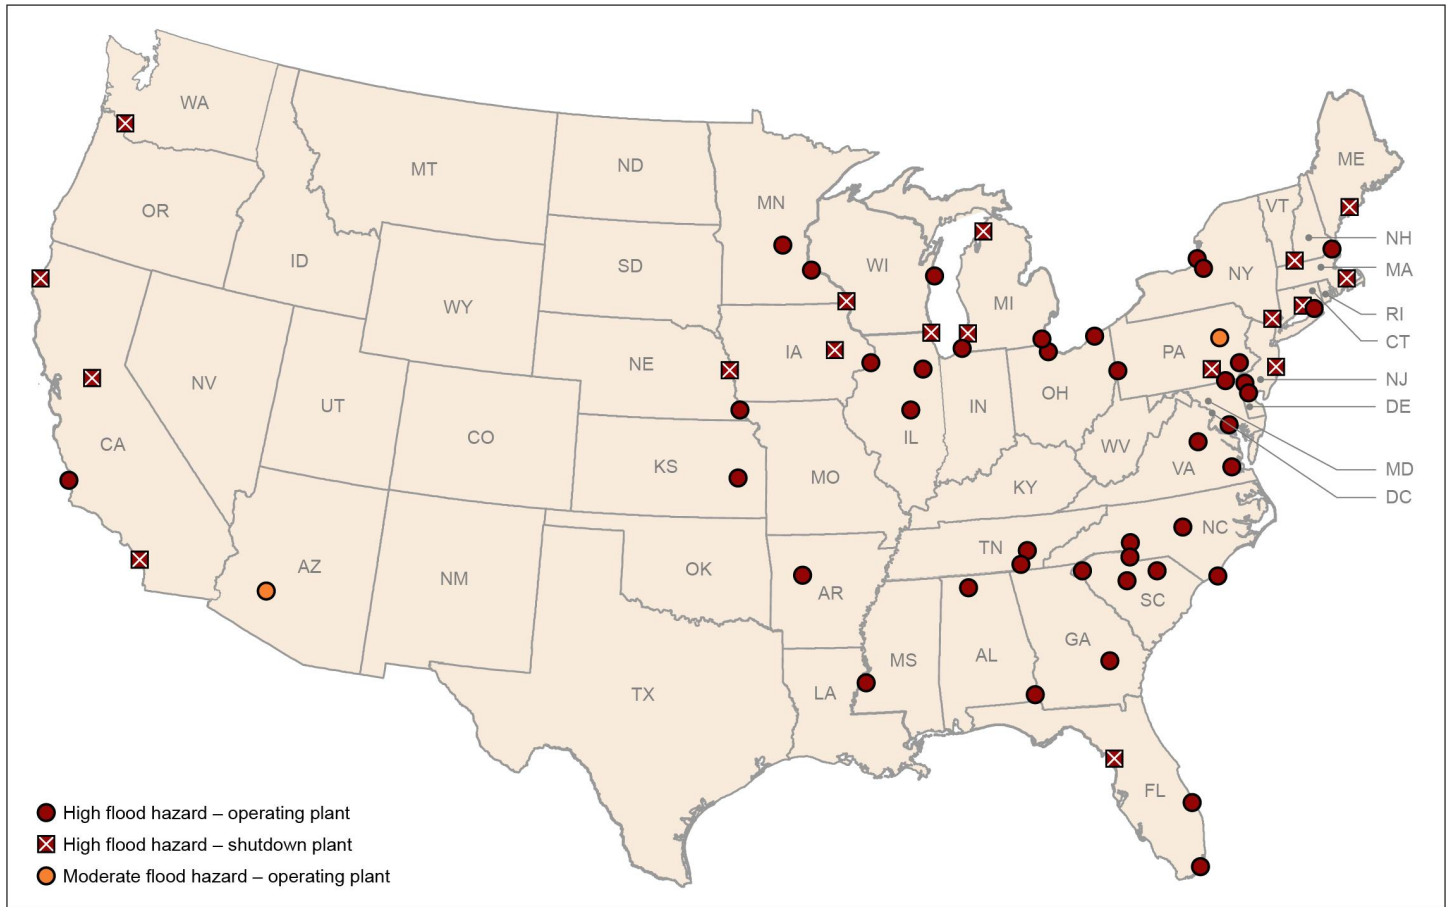 WA
ME
MT
ND
MN
VT
OR
NH
ID
SD
WI
NY
MA
WY
MI
RI
CT
IA
PA
NE
NV
NJ
UT
OH
IN
DE
CO
IL
CA
WV
KS
VA
MO
MD
KY
DC
NC
TN
AZ
OK
NM
AR
SC
GA
MS
AL
TX
LA
FL
High flood hazard – operating plant
High flood hazard – shutdown plant
Moderate flood hazard – operating plant